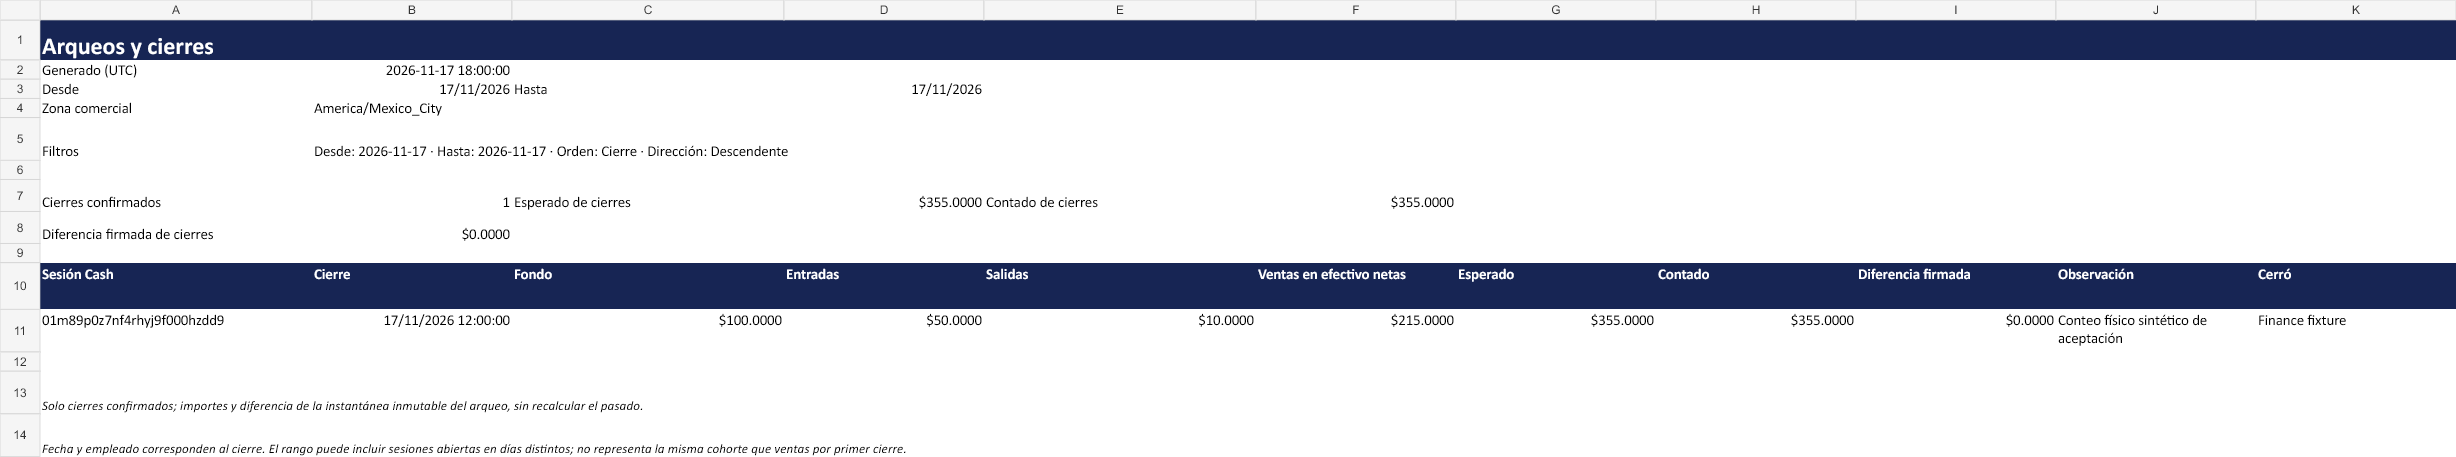 A B C D E F G H I J K
1 Arqueos y cierres
2 Generado (UTC) 2026-11-17 18:00:00
3 Desde 17/11/2026 Hasta 17/11/2026
4 Zona comercial America/Mexico_City
5 Filtros Desde: 2026-11-17 · Hasta: 2026-11-17 · Orden: Cierre · Dirección: Descendente
6
7 Cierres confirmados 1 Esperado de cierres $355.0000 Contado de cierres $355.0000
8 Diferencia firmada de cierres $0.0000
9
10 Sesión Cash Cierre Fondo Entradas Salidas Ventas en efectivo netas Esperado Contado Diferencia firmada Observación Cerró
11 01m89p0z7nf4rhyj9f000hzdd9 17/11/2026 12:00:00 $100.0000 $50.0000 $10.0000 $215.0000 $355.0000 $355.0000 $0.0000 Conteo físico sintético de Finance fixture
aceptación
12
13 Solo cierres confirmados; importes y diferencia de la instantánea inmutable del arqueo, sin recalcular el pasado.
14 Fecha y empleado corresponden al cierre. El rango puede incluir sesiones abiertas en días distintos; no representa la misma cohorte que ventas por primer cierre.